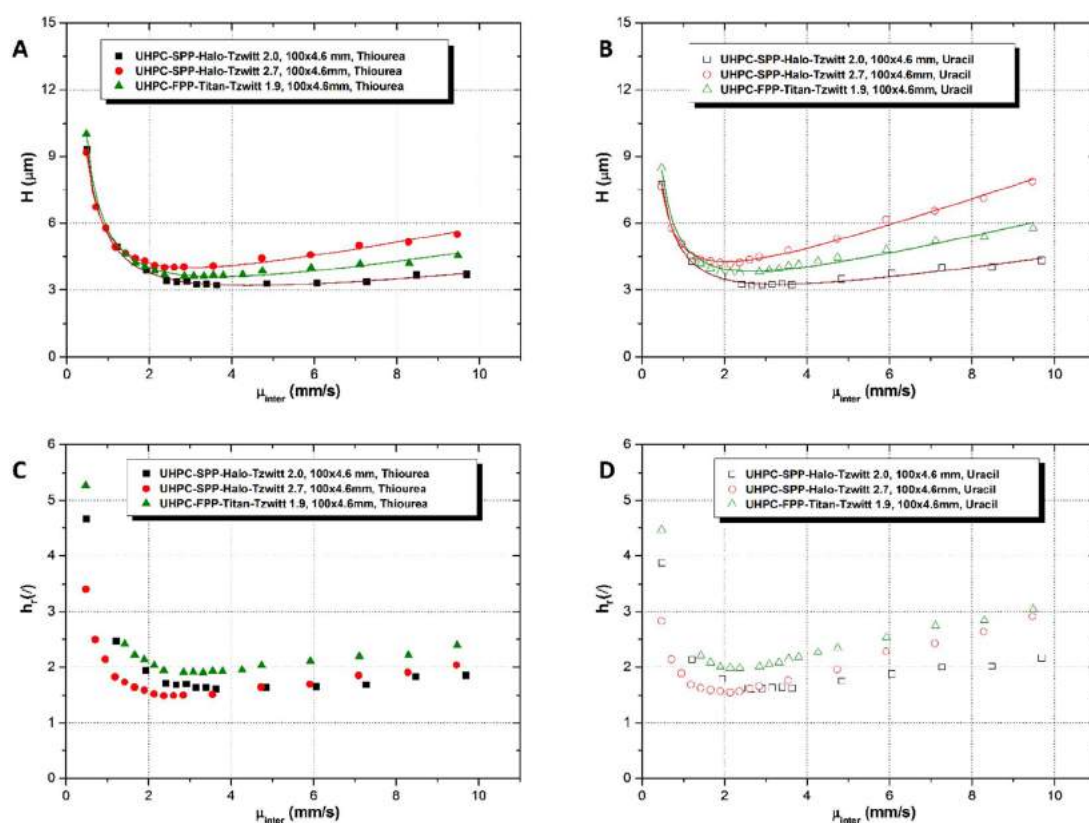 A
UHPC-SPP-Halo-Tzwitt 2.0, 100x4.6 mm, Thiourea
UHPC-SPP-Halo-Tzwitt 2.7, 100x4.6mm, Thiourea
UHPC-FPP-Titan-Tzwitt 1.9, 100x4.6mm, Thiourea
15
12
9
6
3
0
H (μm)
0 2 4 6 8 10
μinter (mm/s)
B
UHPC-SPP-Halo-Tzwitt 2.0, 100x4.6 mm, Uracil
UHPC-SPP-Halo-Tzwitt 2.7, 100x4.6mm, Uracil
UHPC-FPP-Titan-Tzwitt 1.9, 100x4.6mm, Uracil
15
12
9
6
3
0
H (μm)
0 2 4 6 8 10
μinter (mm/s)
C
UHPC-SPP-Halo-Tzwitt 2.0, 100x4.6 mm, Thiourea
UHPC-SPP-Halo-Tzwitt 2.7, 100x4.6mm, Thiourea
UHPC-FPP-Titan-Tzwitt 1.9, 100x4.6mm, Thiourea
6
5
4
3
2
1
0
hr(/)
0 2 4 6 8 10
μinter (mm/s)
D
UHPC-SPP-Halo-Tzwitt 2.0, 100x4.6 mm, Uracil
UHPC-SPP-Halo-Tzwitt 2.7, 100x4.6mm, Uracil
UHPC-FPP-Titan-Tzwitt 1.9, 100x4.6mm, Uracil
6
5
4
3
2
1
0
hr(/)
0 2 4 6 8 10
μinter (mm/s)